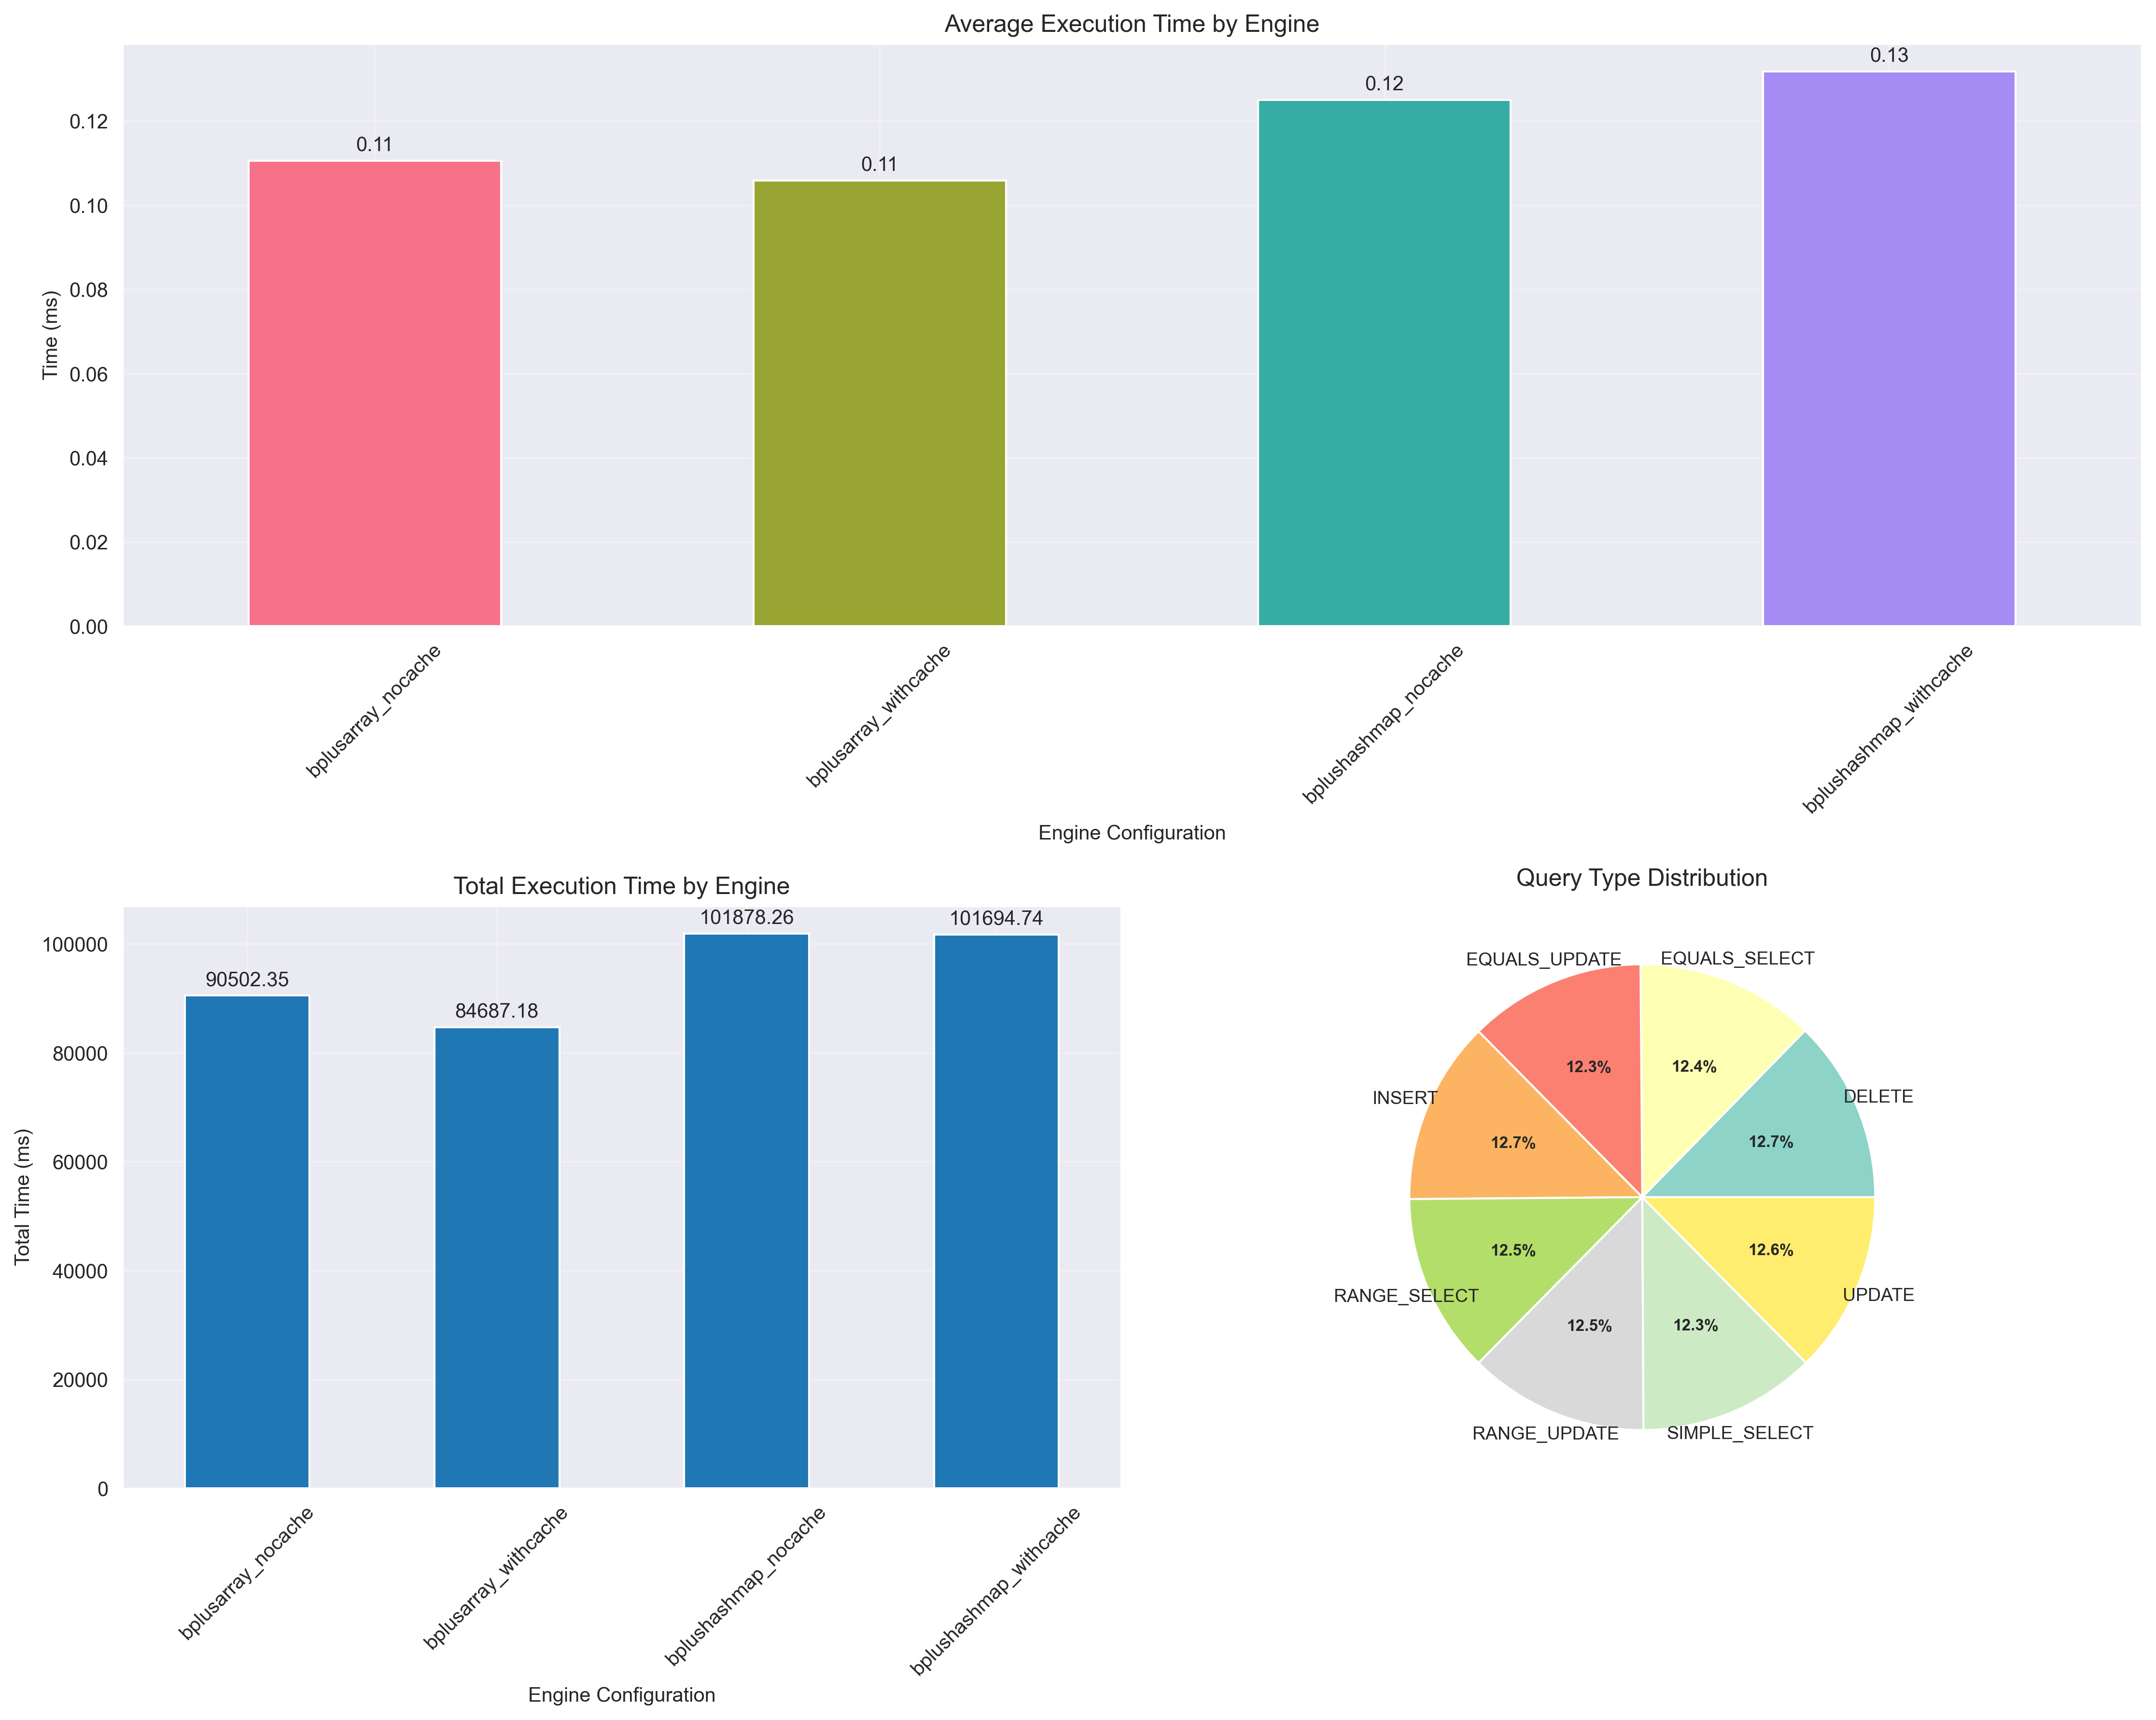 Average Execution Time by Engine
0.13
0.12
0.11
0.11
0.12
0.10
0.08
0.06
0.04
0.02
0.00
Time (ms)
bplusarray_nocache
bplusarray_withcache
bplushashmap_nocache
bplushashmap_withcache
Engine Configuration
Total Execution Time by Engine
90502.35
84687.18
101878.26
101694.74
100000
80000
60000
40000
20000
0
Total Time (ms)
bplusarray_nocache
bplusarray_withcache
bplushashmap_nocache
bplushashmap_withcache
Engine Configuration
Query Type Distribution
EQUALS_UPDATE
EQUALS_SELECT
12.3%
12.4%
INSERT
DELETE
12.7%
12.7%
12.5%
12.6%
RANGE_SELECT
UPDATE
12.5%
12.3%
RANGE_UPDATE
SIMPLE_SELECT